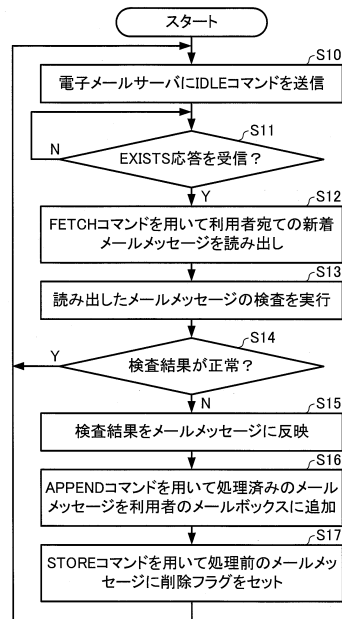 スタート
S10
電子メールサーバにIDLEコマンドを送信
S11
N
EXISTS応答を受信？
Y
S12
FETCHコマンドを用いて利用者宛ての新着
メールメッセージを読み出し
S13
読み出したメールメッセージの検査を実行
S14
Y
検査結果が正常？
N
S15
検査結果をメールメッセージに反映
S16
APPENDコマンドを用いて処理済みのメール
メッセージを利用者のメールボックスに追加
S17
STOREコマンドを用いて処理前のメールメッ
セージに削除フラグをセット